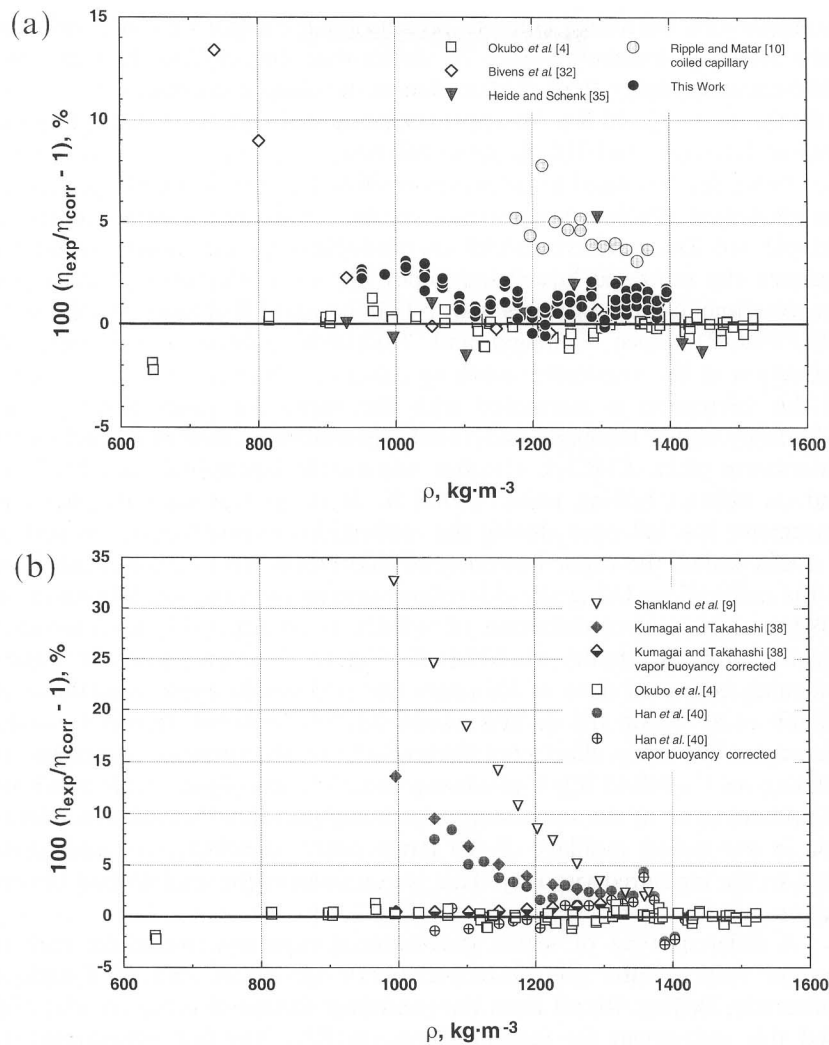 (a)
15
10
5
0
-5
100 (ηexp/ηcorr - 1), %
Okubo et al. [4]
Bivens et al. [32]
Heide and Schenk [35]
Ripple and Matar [10]
coiled capillary
This Work
600 800 1000 1200 1400 1600
ρ, kg·m-3
(b)
35
30
25
20
15
10
5
0
-5
100 (ηexp/ηcorr - 1), %
Shankland et al. [9]
Kumagai and Takahashi [38]
Kumagai and Takahashi [38]
vapor buoyancy corrected
Okubo et al. [4]
Han et al. [40]
Han et al. [40]
vapor buoyancy corrected
600 800 1000 1200 1400 1600
ρ, kg·m-3